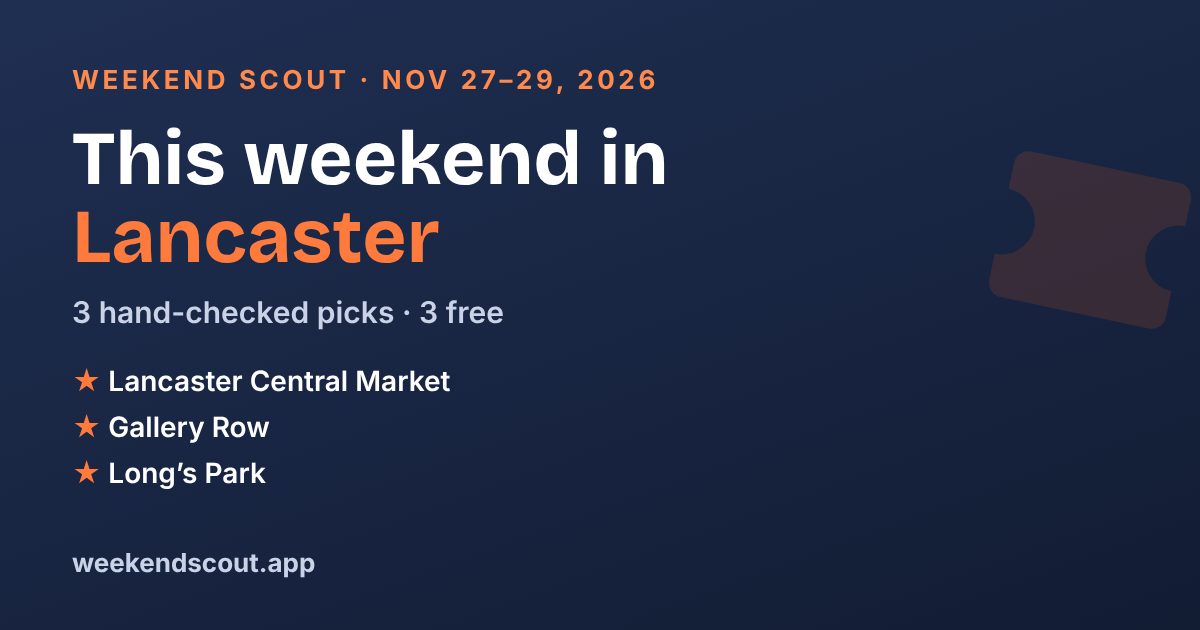 WEEKEND SCOUT · NOV 27–29, 2026
This weekend in
Lancaster
3 hand-checked picks · 3 free
★ Lancaster Central Market
★ Gallery Row
★ Long’s Park
weekendscout.app